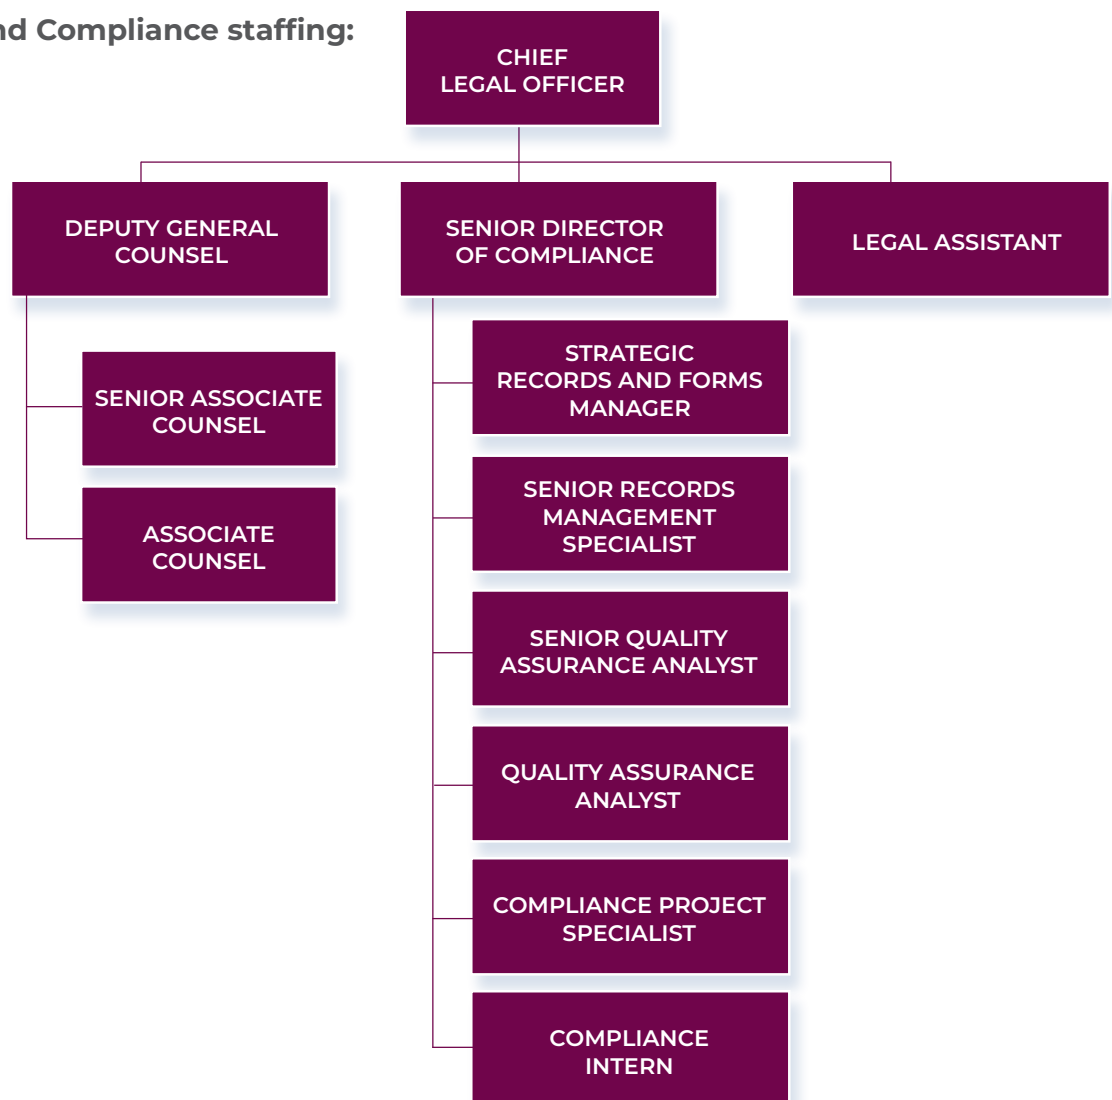 nd Compliance staffing:
CHIEF
LEGAL OFFICER
DEPUTY GENERAL
COUNSEL
SENIOR DIRECTOR
OF COMPLIANCE
LEGAL ASSISTANT
SENIOR ASSOCIATE
COUNSEL
ASSOCIATE
COUNSEL
STRATEGIC
RECORDS AND FORMS
MANAGER
SENIOR RECORDS
MANAGEMENT
SPECIALIST
SENIOR QUALITY
ASSURANCE ANALYST
QUALITY ASSURANCE
ANALYST
COMPLIANCE PROJECT
SPECIALIST
COMPLIANCE
INTERN